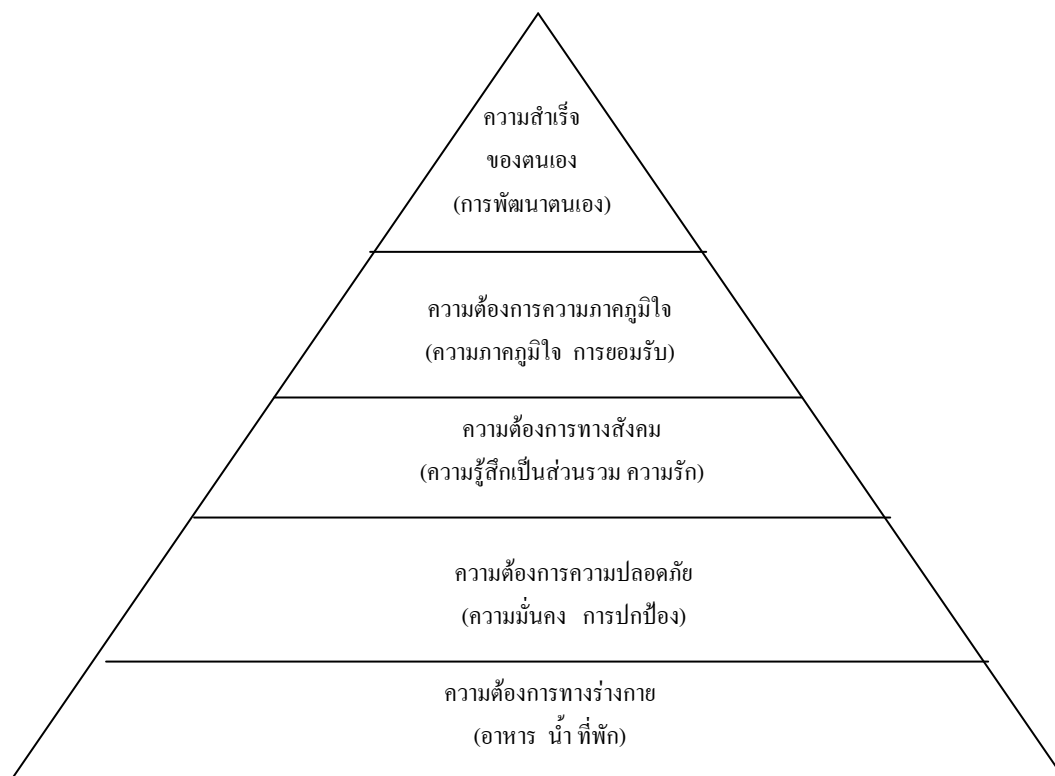 ความสำเร็จ
ของตนเอง
(การพัฒนาตนเอง)
ความต้องการความภาคภูมิใจ
(ความภาคภูมิใจ การยอมรับ)
ความต้องการทางสังคม
(ความรู้สึกเป็นส่วนรวม ความรัก)
ความต้องการความปลอดภัย
(ความมั่นคง การปกป้อง)
ความต้องการทางร่างกาย
(อาหาร น้ำ ที่พัก)